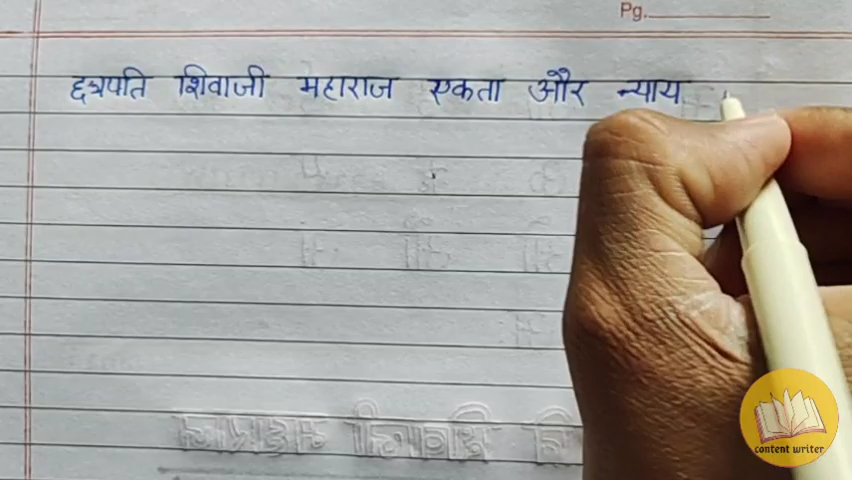 Pg.
छत्रपति शिवाजी महाराज एकता और न्याय
content writer